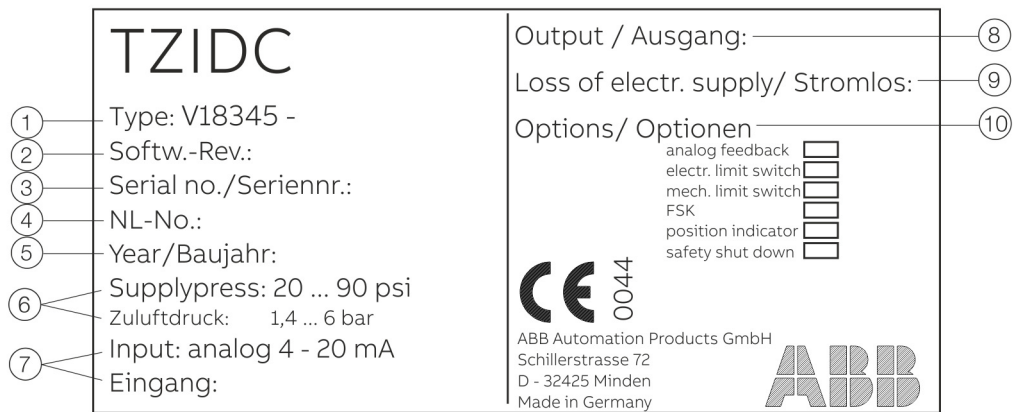 TZIDC
1 Type: V18345 -
2 Softw.-Rev.:
3 Serial no./Seriennr.:
4 NL-No.:
5 Year/Baujahr:
6 Supplypress: 20 ... 90 psi
Zuluftdruck: 1,4 ... 6 bar
7 Input: analog 4 - 20 mA
Eingang:
Output / Ausgang: 8
Loss of electr. supply/ Stromlos: 9
Options/ Optionen 10
analog feedback
electr. limit switch
mech. limit switch
FSK
position indicator
safety shut down
CE 0044
ABB Automation Products GmbH
Schillerstrasse 72
D - 32425 Minden
Made in Germany
ABB